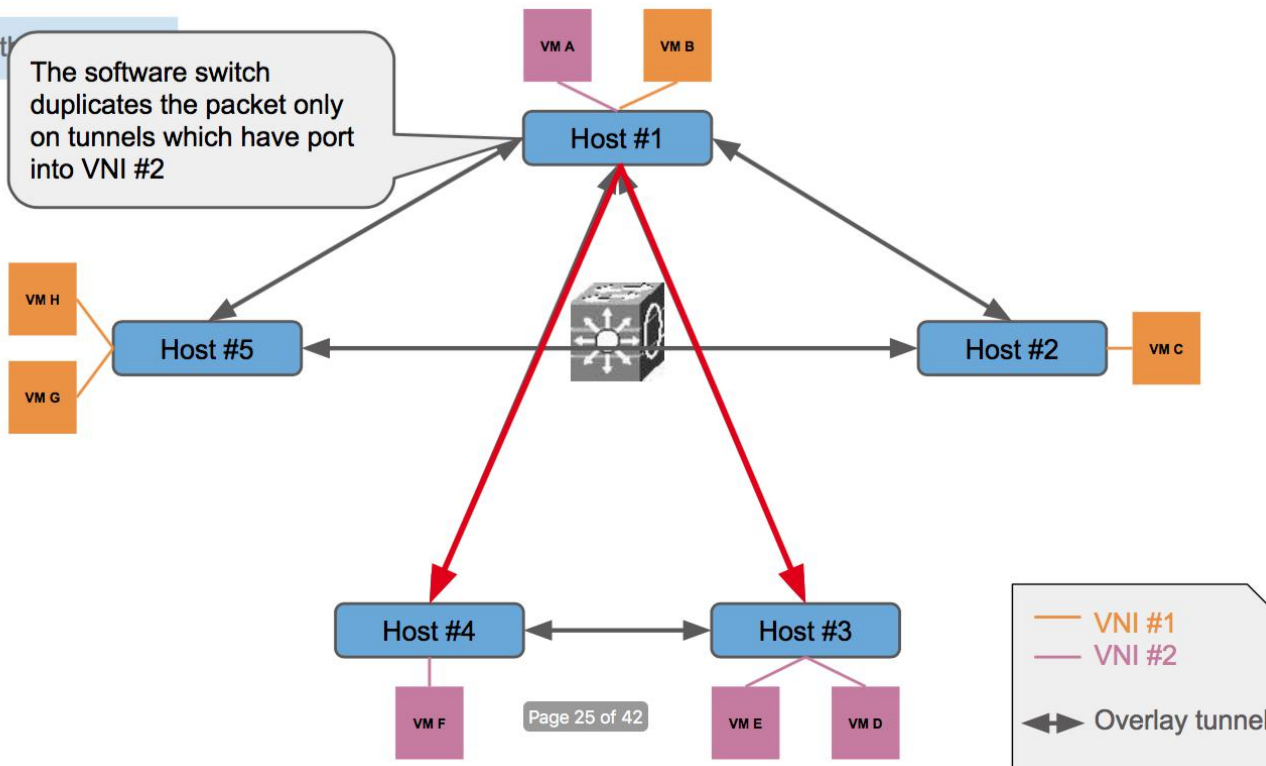 th
The software switch
duplicates the packet only
on tunnels which have port
into VNI #2
VM A
VM B
Host #1
VM H
VM G
Host #5
Host #2
VM C
Host #4
Host #3
VM F
Page 25 of 42
VM E
VM D
VNI #1
VNI #2
Overlay tunnel